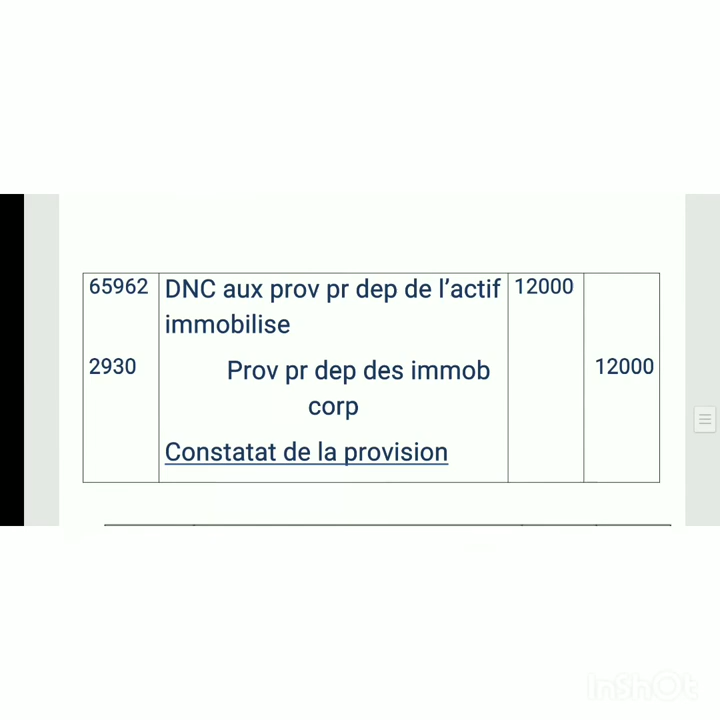 65962 DNC aux prov pr dep de l’actif 12000
immobilise
2930 Prov pr dep des immob 12000
corp
Constatat de la provision
InShOt